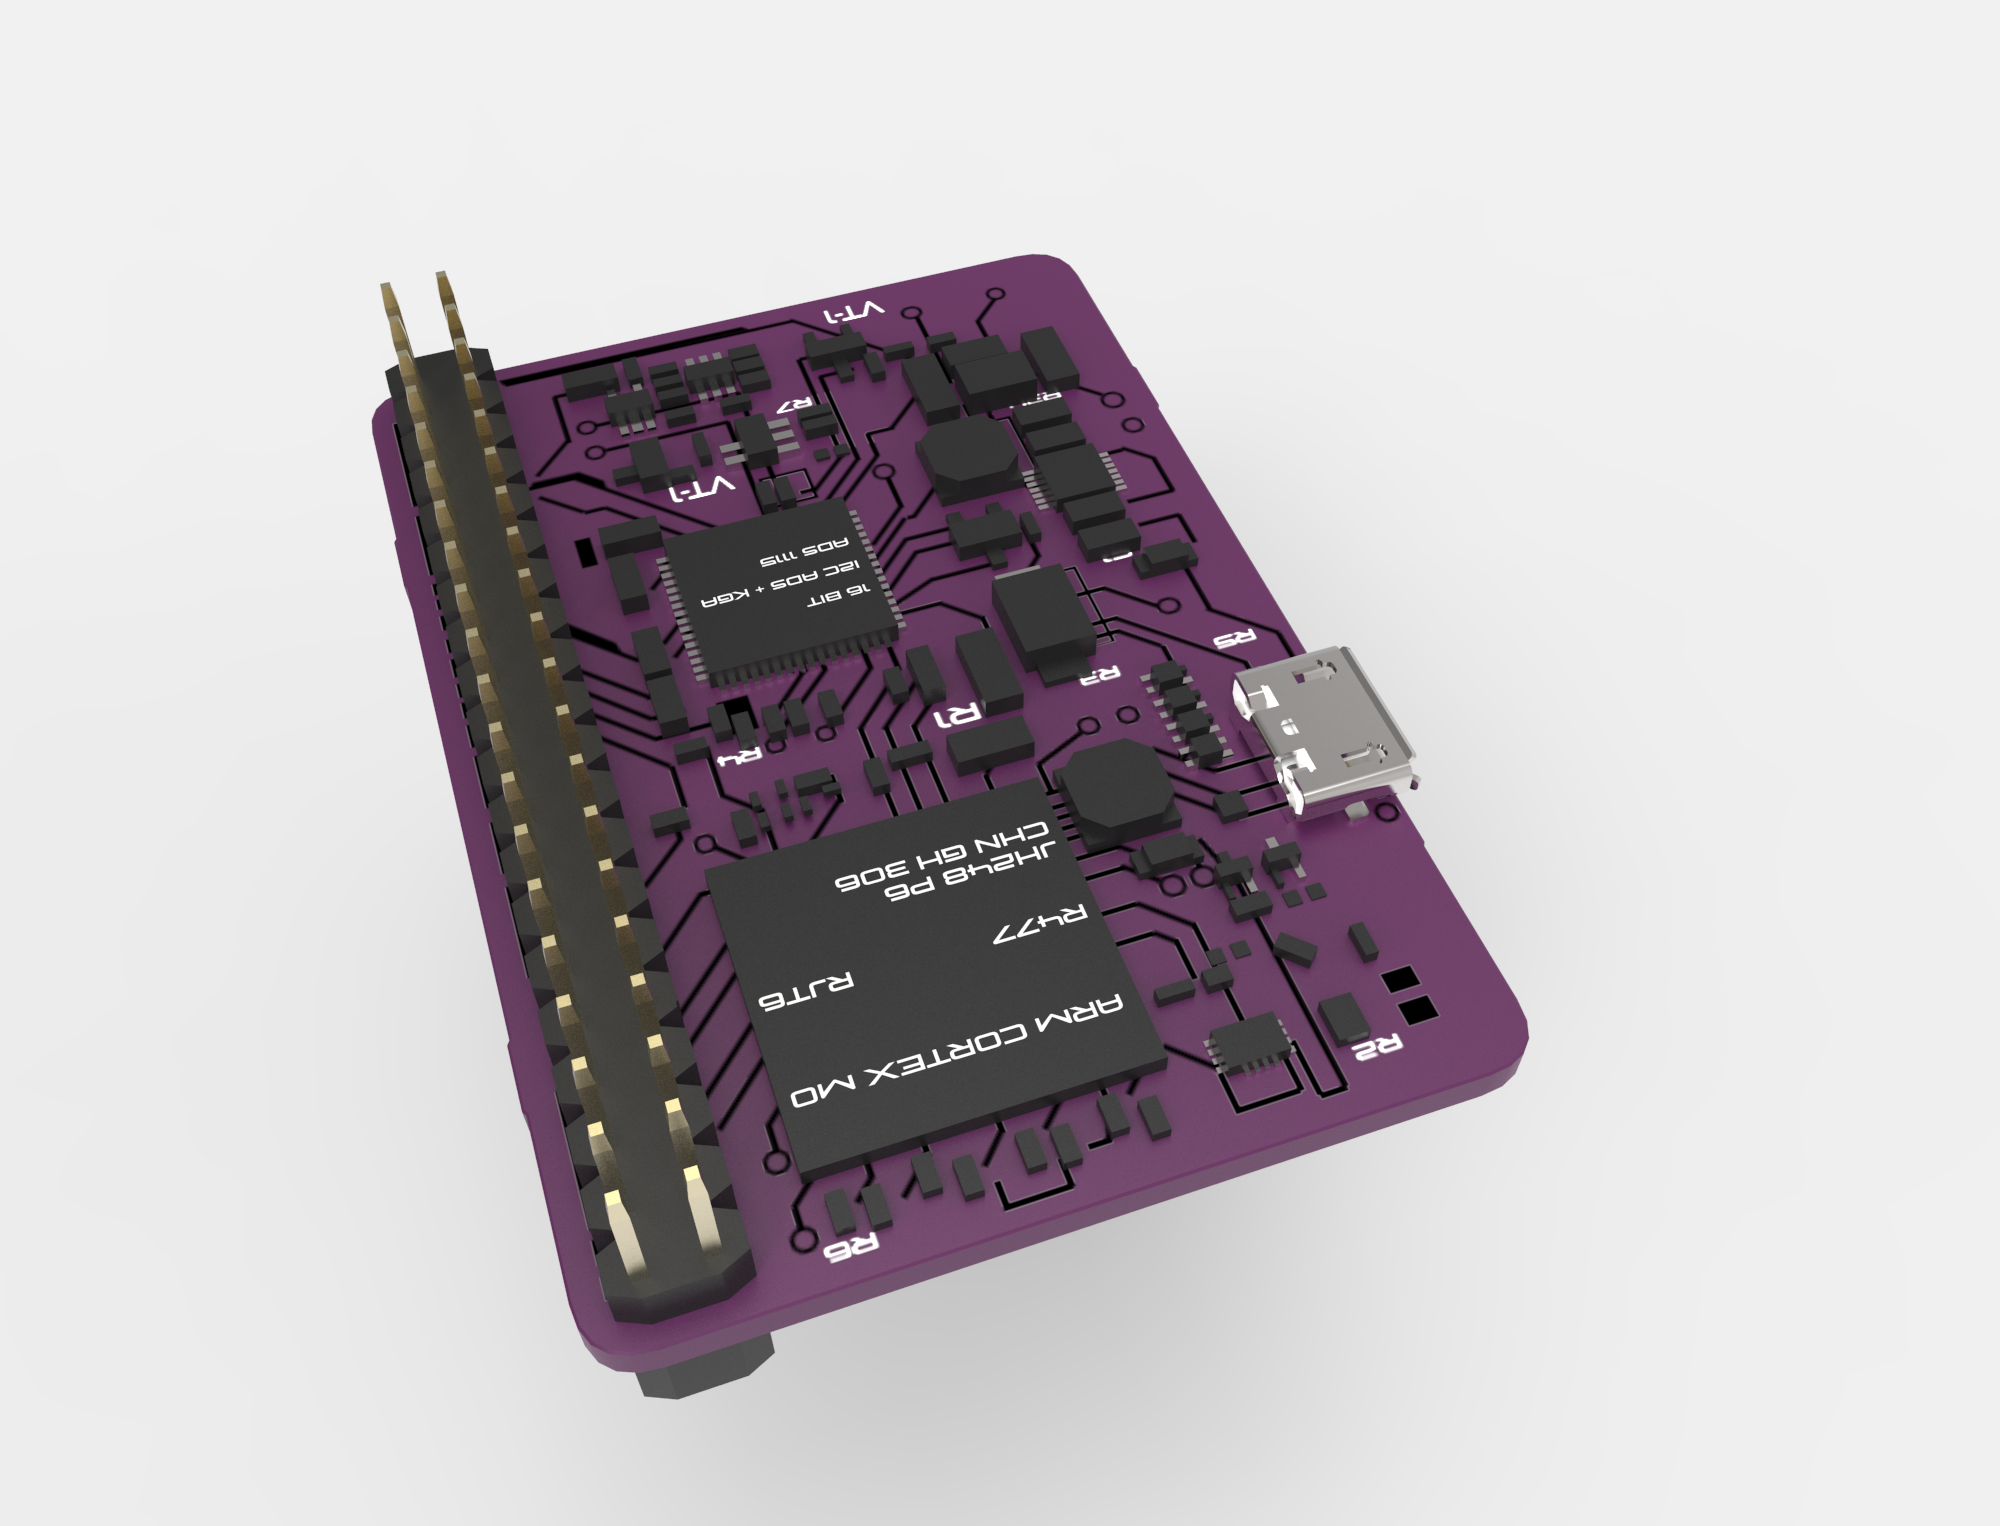 R6
R2
ARM CORTEX M0
RJT6
R477
JH248 P6
CHN GH 306
R4
R1
R3
R5
16 BIT
I2C ADS + KGA
ADS 1115
VT-1
R7
VT-1